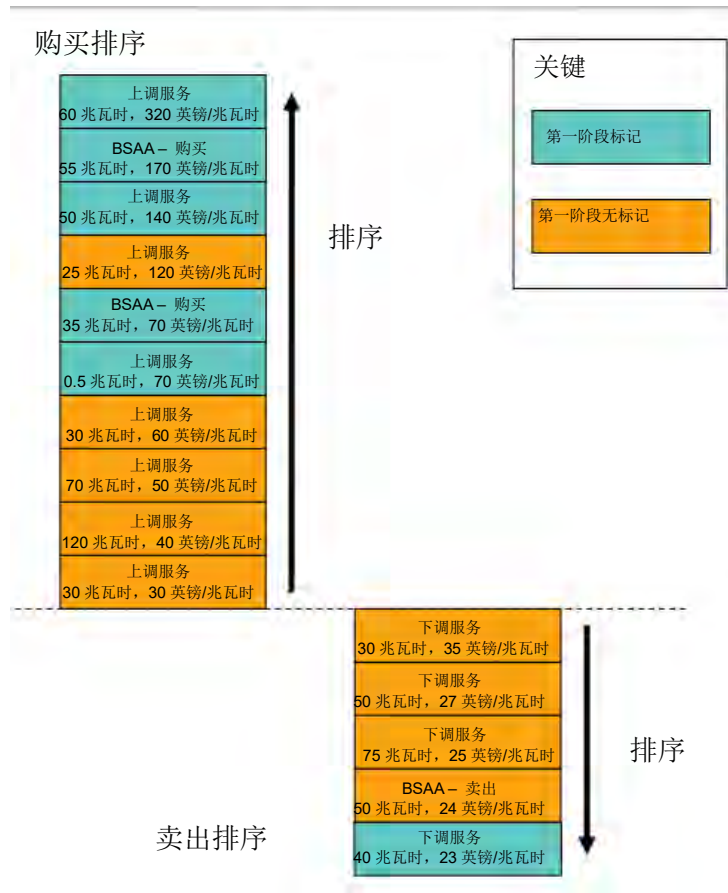 购买排序
上调服务
60 兆瓦时，320 英镑/兆瓦时
BSAA – 购买
55 兆瓦时，170 英镑/兆瓦时
上调服务
50 兆瓦时，140 英镑/兆瓦时
上调服务
25 兆瓦时，120 英镑/兆瓦时
BSAA – 购买
35 兆瓦时，70 英镑/兆瓦时
上调服务
0.5 兆瓦时，70 英镑/兆瓦时
上调服务
30 兆瓦时，60 英镑/兆瓦时
上调服务
70 兆瓦时，50 英镑/兆瓦时
上调服务
120 兆瓦时，40 英镑/兆瓦时
上调服务
30 兆瓦时，30 英镑/兆瓦时
排序
关键
第一阶段标记
第一阶段无标记
下调服务
30 兆瓦时，35 英镑/兆瓦时
下调服务
50 兆瓦时，27 英镑/兆瓦时
下调服务
75 兆瓦时，25 英镑/兆瓦时
BSAA – 卖出
50 兆瓦时，24 英镑/兆瓦时
下调服务
40 兆瓦时，23 英镑/兆瓦时
排序
卖出排序